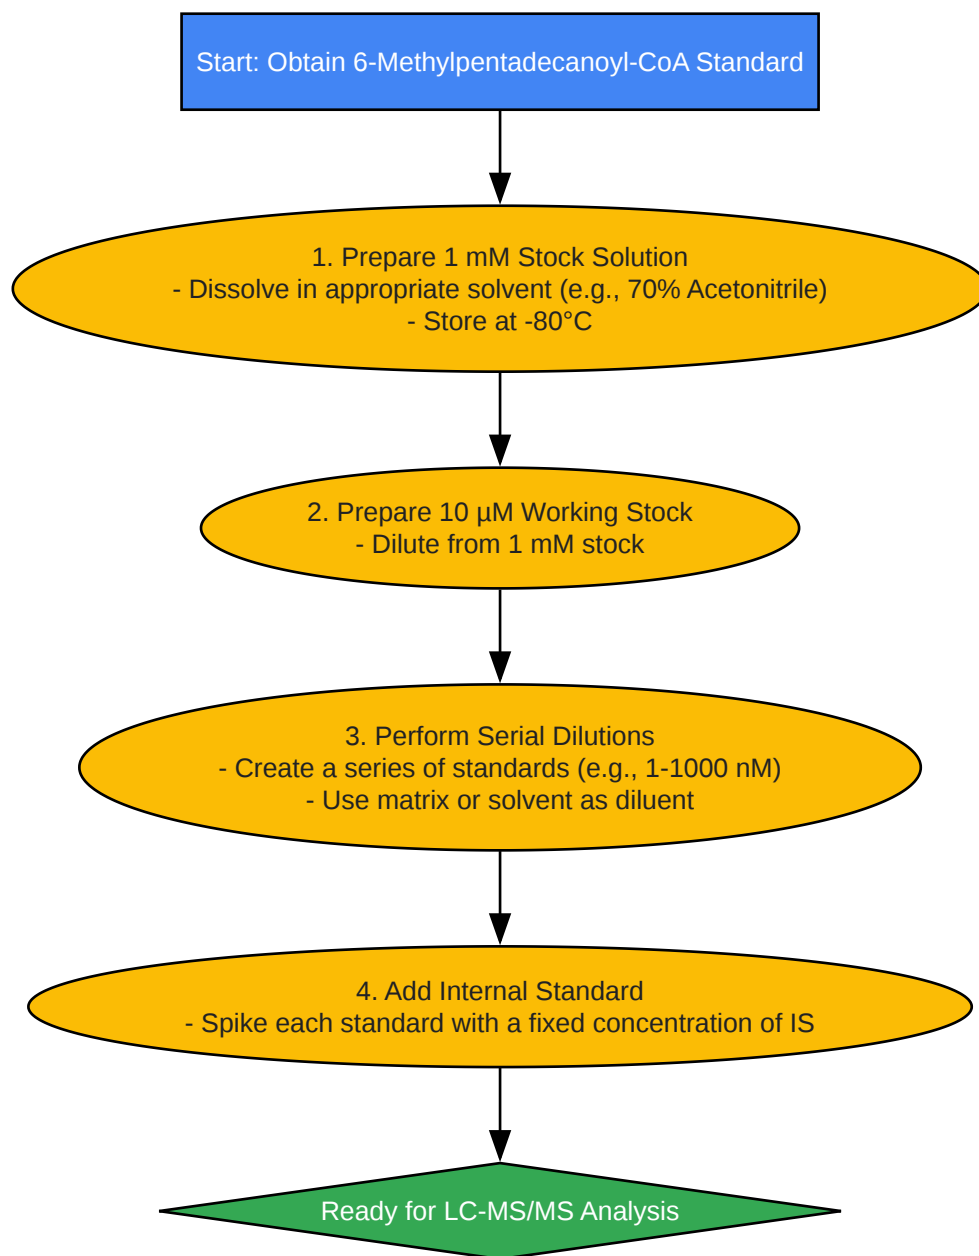 Start: Obtain 6-Methylpentadecanoyl-CoA Standard
1. Prepare 1 mM Stock Solution
- Dissolve in appropriate solvent (e.g., 70% Acetonitrile)
- Store at -80°C
2. Prepare 10 µM Working Stock
- Dilute from 1 mM stock
3. Perform Serial Dilutions
- Create a series of standards (e.g., 1-1000 nM)
- Use matrix or solvent as diluent
4. Add Internal Standard
- Spike each standard with a fixed concentration of IS
Ready for LC-MS/MS Analysis